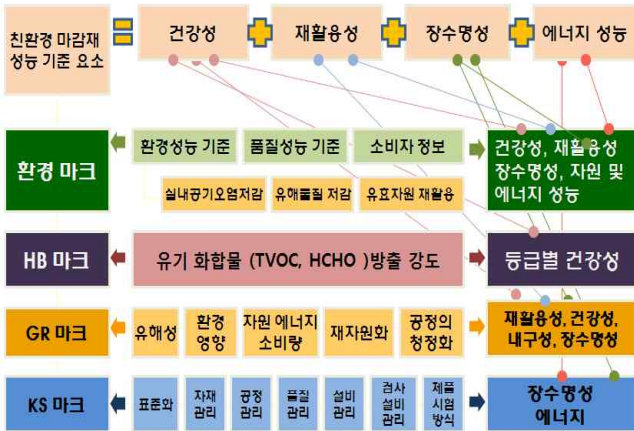 친환경 마감재
성능 기준 요소
건강성
재활용성
장수명성
에너지 성능
환경 마크
환경성능 기준
품질성능 기준
소비자 정보
실내공기오염저감
유해물질 저감
유효자원 재활용
건강성, 재활용성
장수명성, 자원 및
에너지 성능
HB 마크
유기 화합물 (TVOC, HCHO )방출 강도
등급별 건강성
GR 마크
유해성
환경
영향
자원 에너지
소비량
재자원화
공정의
청정화
재활용성, 건강성,
내구성, 장수명성
KS 마크
표준화
자재
관리
공정
관리
품질
관리
설비
관리
검사
설비
관리
제품
시험
방식
장수명성
에너지